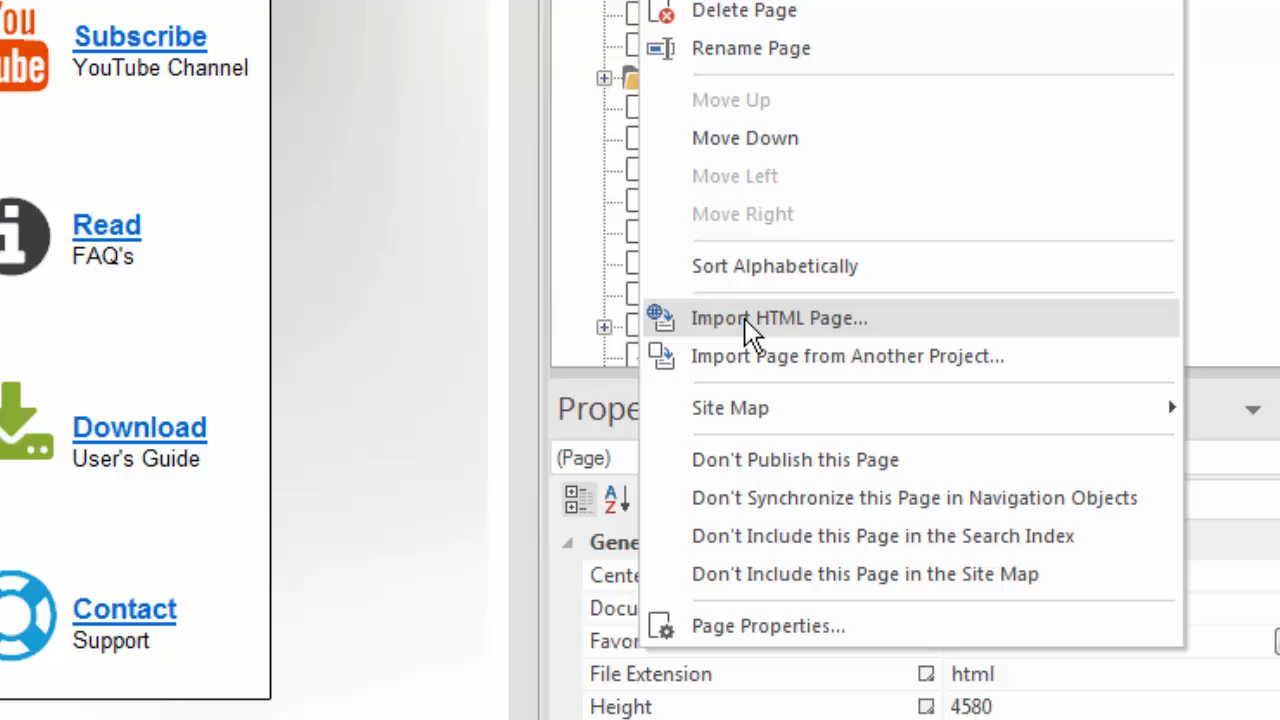 You
Tube
Subscribe
YouTube Channel
Read
FAQ's
Download
User's Guide
Contact
Support
Delete Page
Rename Page
Move Up
Move Down
Move Left
Move Right
Sort Alphabetically
Import HTML Page...
Import Page from Another Project...
Site Map
Don't Publish this Page
Don't Synchronize this Page in Navigation Objects
Don't Include this Page in the Search Index
Don't Include this Page in the Site Map
Page Properties...
Prope
(Page)
A
Z
Gene
Cente
Docu
Favor
File Extension html
Height 4580